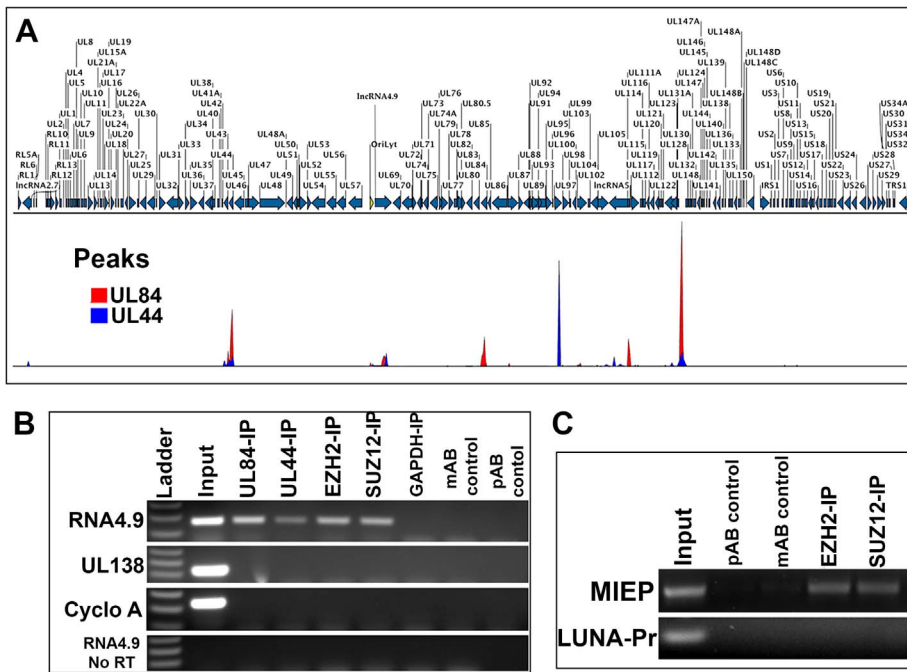 A
UL147A
UL148A
UL8 UL19 UL146
UL15A UL145 UL148D
UL21A UL139 UL148C
UL4 UL17 UL111A UL124 US6
UL5 UL16 UL38 UL76 UL92 UL116 UL147 US10
UL10 UL26 UL41A lncRNA4.9 UL73 UL80.5 UL94 UL99 UL114 UL131A UL148B US3 US11 US19
UL11 UL22A UL42 UL74A UL91 UL103 UL123 UL138 US8 US21 US34A
UL1 UL23 UL30 UL40 UL85 UL95 UL105 UL121 UL144 US9 US20 US30
UL2 UL7 UL24 UL34 UL78 UL96 UL120 UL140 US13 US31
RL10 UL9 UL20 UL43 UL48A UL82 UL100 UL130 UL136 US2 US15 US32
RL11 UL18 UL33 UL50 UL53 OriLyt UL71 UL83 UL88 UL98 UL115 UL128 UL133 US18 US34
RL5A UL6 UL27 UL31 UL44 UL51 UL56 UL72 UL84 UL93 UL104 UL119 UL142 US17 US22 US28
RL6 RL13 UL25 UL35 UL47 UL52 UL74 UL117 UL132 UL135 US1 US12 US23 US27
RL1 RL12 UL14 UL29 UL36 UL45 UL49 UL55 UL69 UL75 UL86 UL87 UL102 UL112 UL148 US14 US24 US29
lncRNA2.7 UL13 UL32 UL37 UL46 UL48 UL54 UL57 UL70 UL77 UL89 UL97 lncRNA5 UL122 UL141 UL150 IRS1 US16 US26 TRS1
Peaks
UL84
UL44
B
Ladder Input UL84-IP UL44-IP EZH2-IP SUZ12-IP GAPDH-IP mAB control pAB contol
RNA4.9
UL138
Cyclo A
RNA4.9
No RT
C
Input pAB control mAB control EZH2-IP SUZ12-IP
MIEP
LUNA-Pr